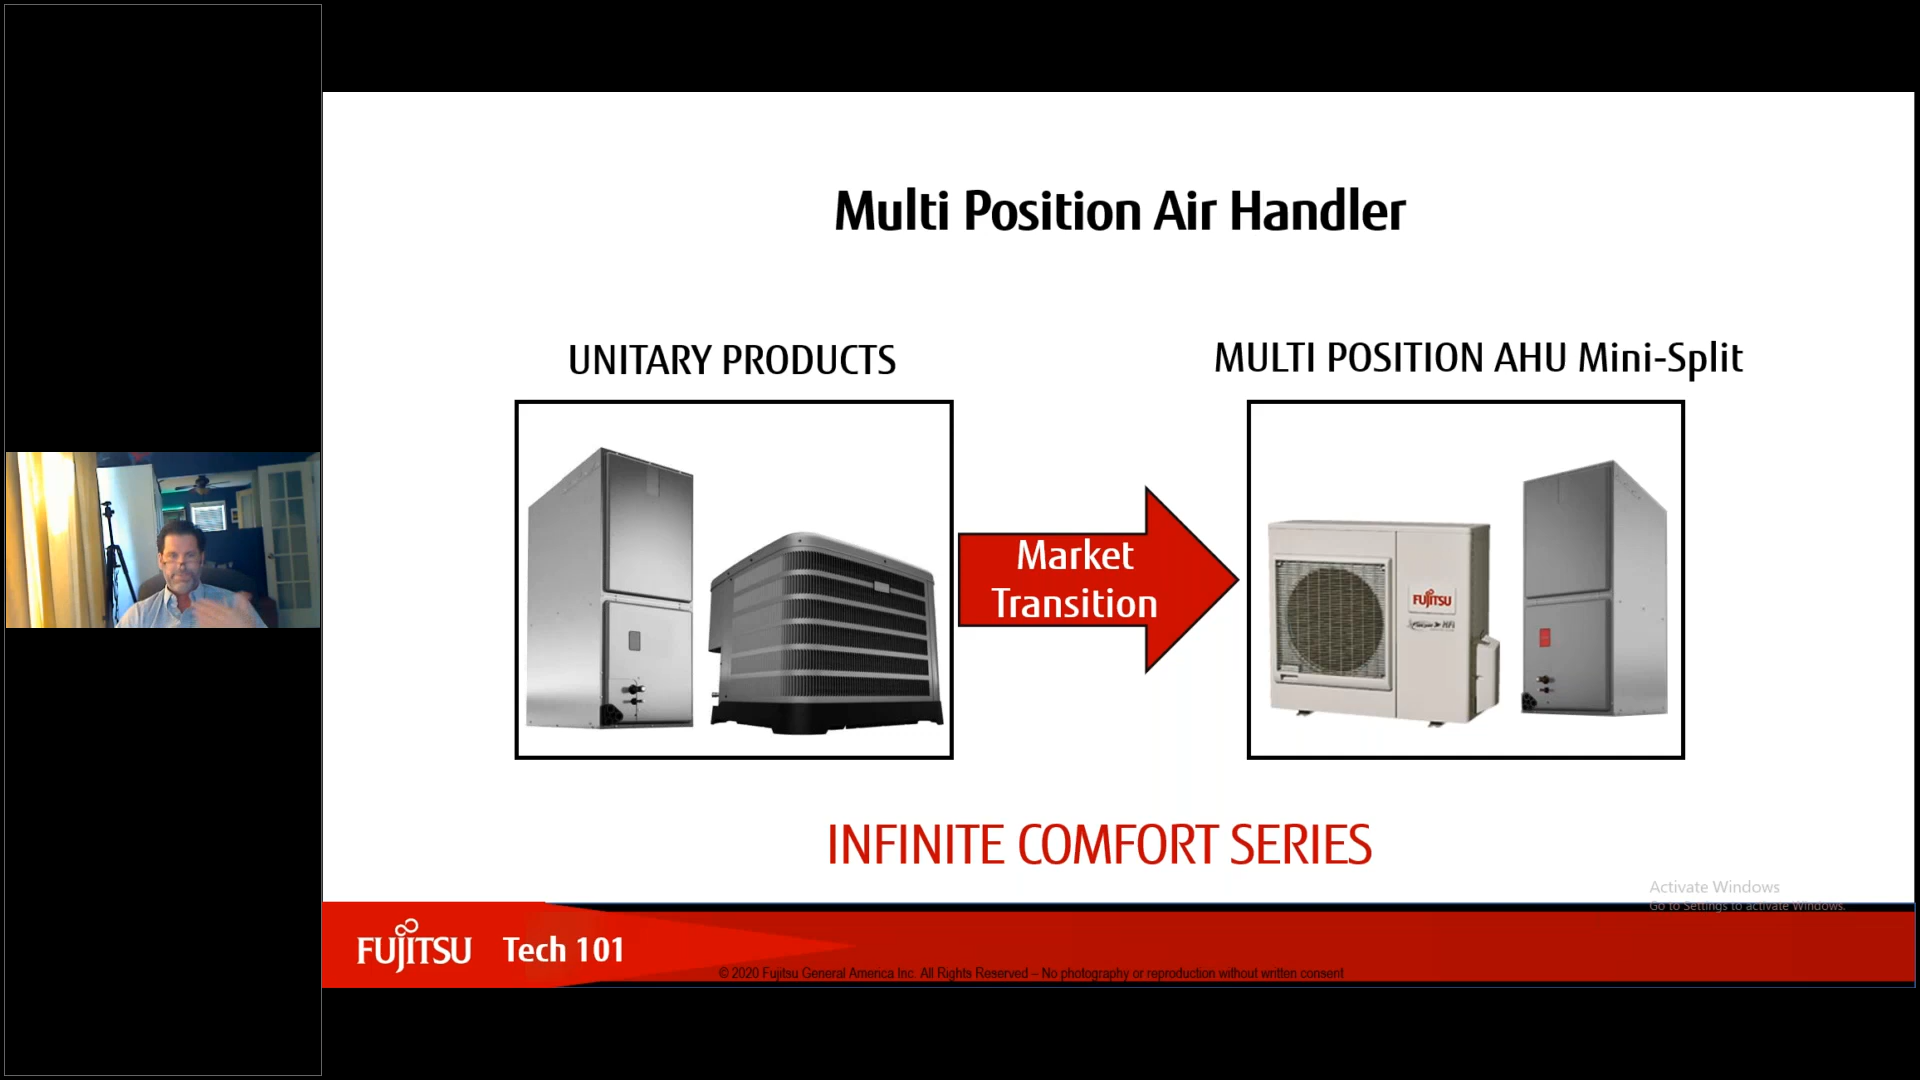 Multi Position Air Handler
UNITARY PRODUCTS
MULTI POSITION AHU Mini-Split
Market
Transition
FUJITSU
INFINITE COMFORT SERIES
Activate Windows
Go to Settings to activate Windows.
FUJITSU Tech 101
© 2020 Fujitsu General America Inc. All Rights Reserved – No photography or reproduction without written consent